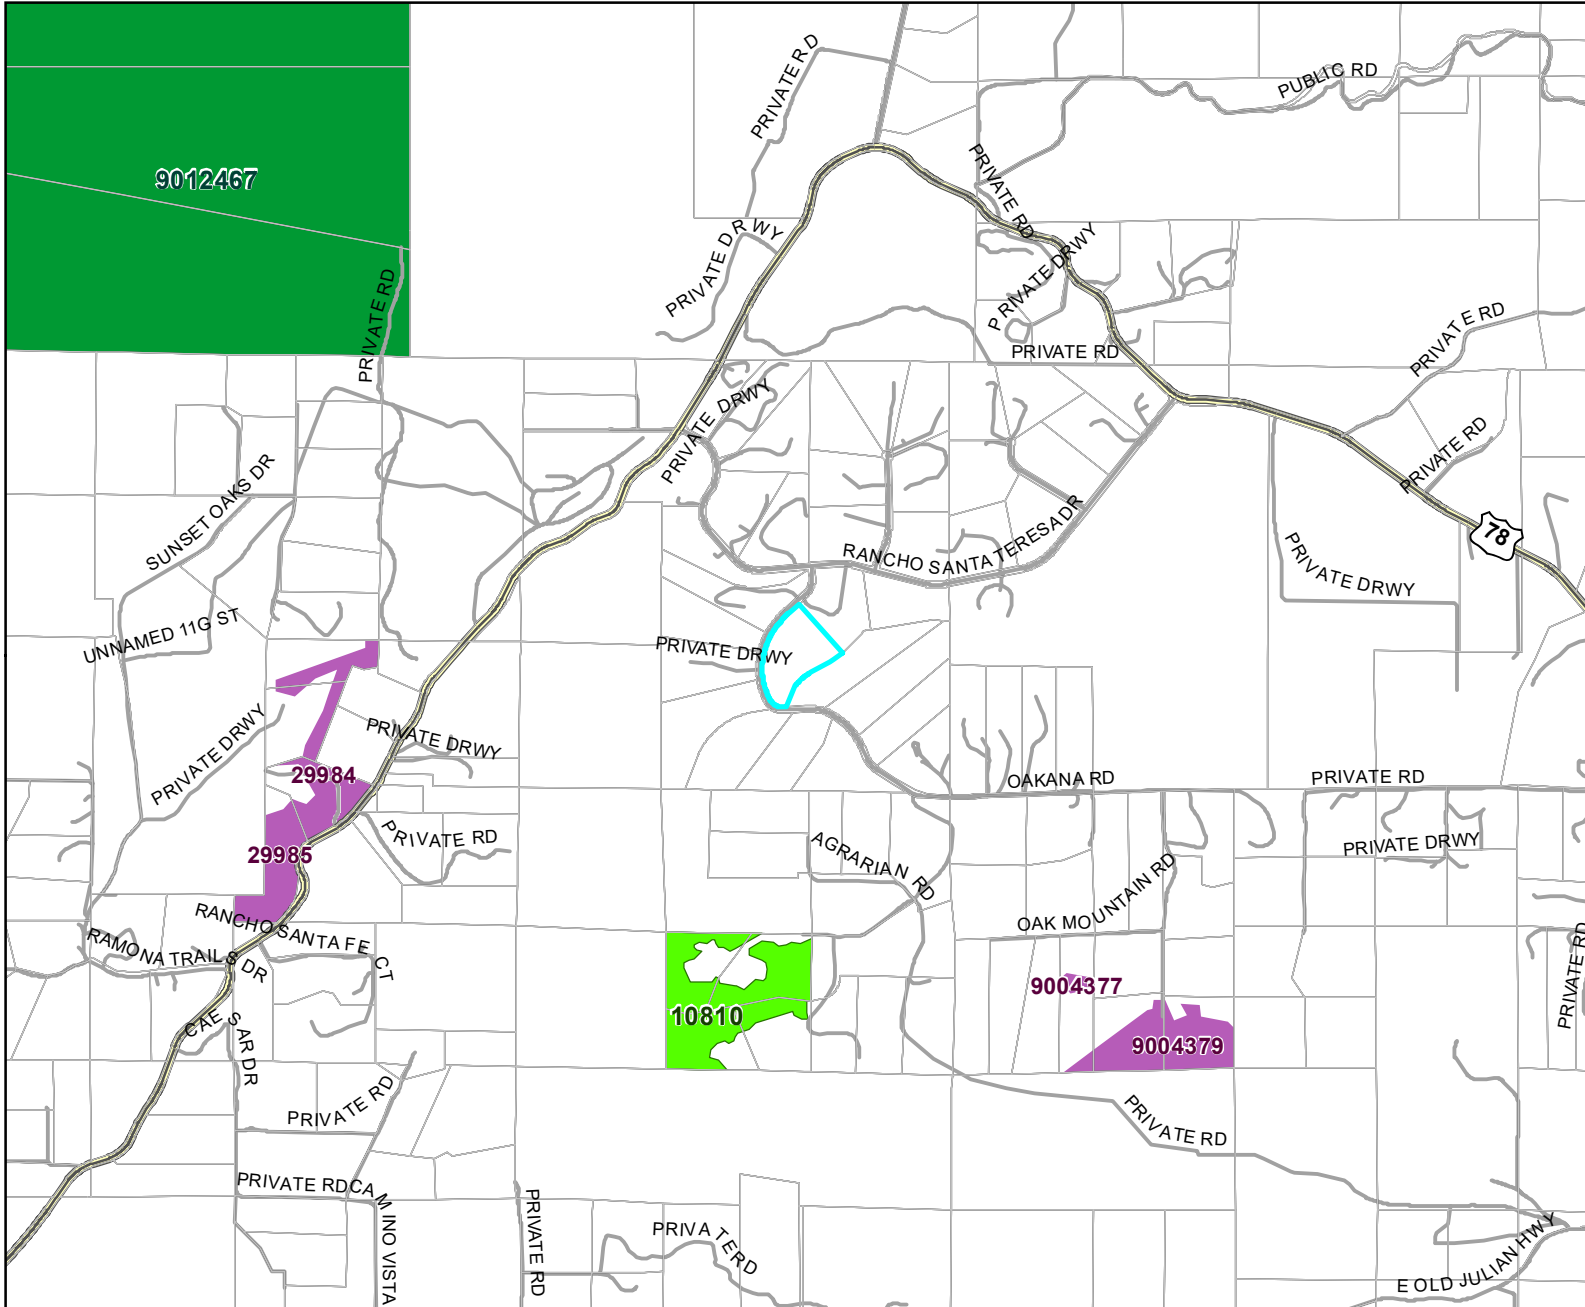 PRIVATE RD
PUBLIC RD
9012467
PRIVATE RD
PRIVATE DRWY
PRIVATE DRWY
PRIVATE RD
PRIVATE RD
PRIVATE RD
PRIVATE DRWY
PRIVATE RD
SUNSET OAKS DR
78
RANCHO SANTA TERESA DR
PRIVATE DRWY
UNNAMED 11G ST
PRIVATE DRWY
PRIVATE DRWY
PRIVATE DRWY
29984
OAKANA RD
PRIVATE RD
PRIVATE RD
29985
AGRARIAN RD
PRIVATE DRWY
OAK MOUNTAIN RD
RANCHO SANTA FE CT
RAMONA TRAILS DR
PRIVATE RD
9004377
10810
CAESAR DR
9004379
PRIVATE RD
PRIVATE RD
PRIVATE RD
CAMINO VISTA
PRIVATE RD
PRIVATE RD
E OLD JULIAN HWY